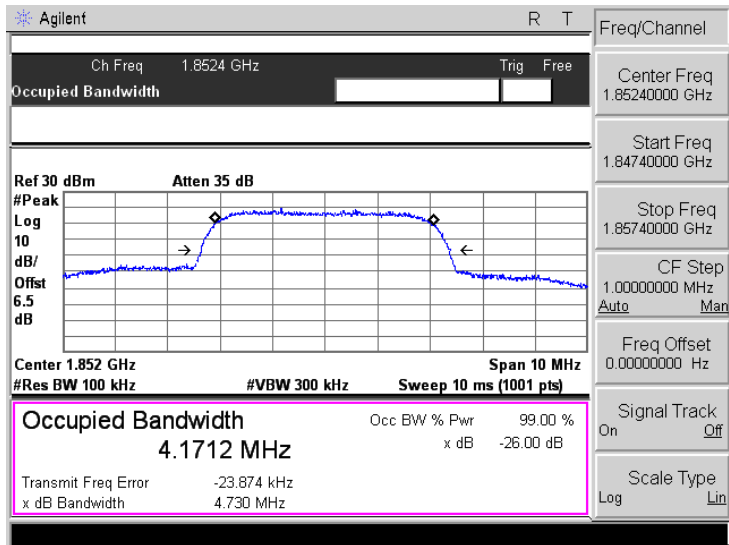 Agilent R T
Ch Freq 1.8524 GHz Trig Free
Occupied Bandwidth
Ref 30 dBm Atten 35 dB
#Peak
Log
10
dB/
Offst
6.5
dB
Center 1.852 GHz Span 10 MHz
#Res BW 100 kHz #VBW 300 kHz Sweep 10 ms (1001 pts)
Occupied Bandwidth
4.1712 MHz
Occ BW % Pwr 99.00 %
x dB -26.00 dB
Transmit Freq Error -23.874 kHz
x dB Bandwidth 4.730 MHz
Freq/Channel
Center Freq
1.85240000 GHz
Start Freq
1.84740000 GHz
Stop Freq
1.85740000 GHz
CF Step
1.00000000 MHz
Auto Man
Freq Offset
0.00000000 Hz
Signal Track
On Off
Scale Type
Log Lin